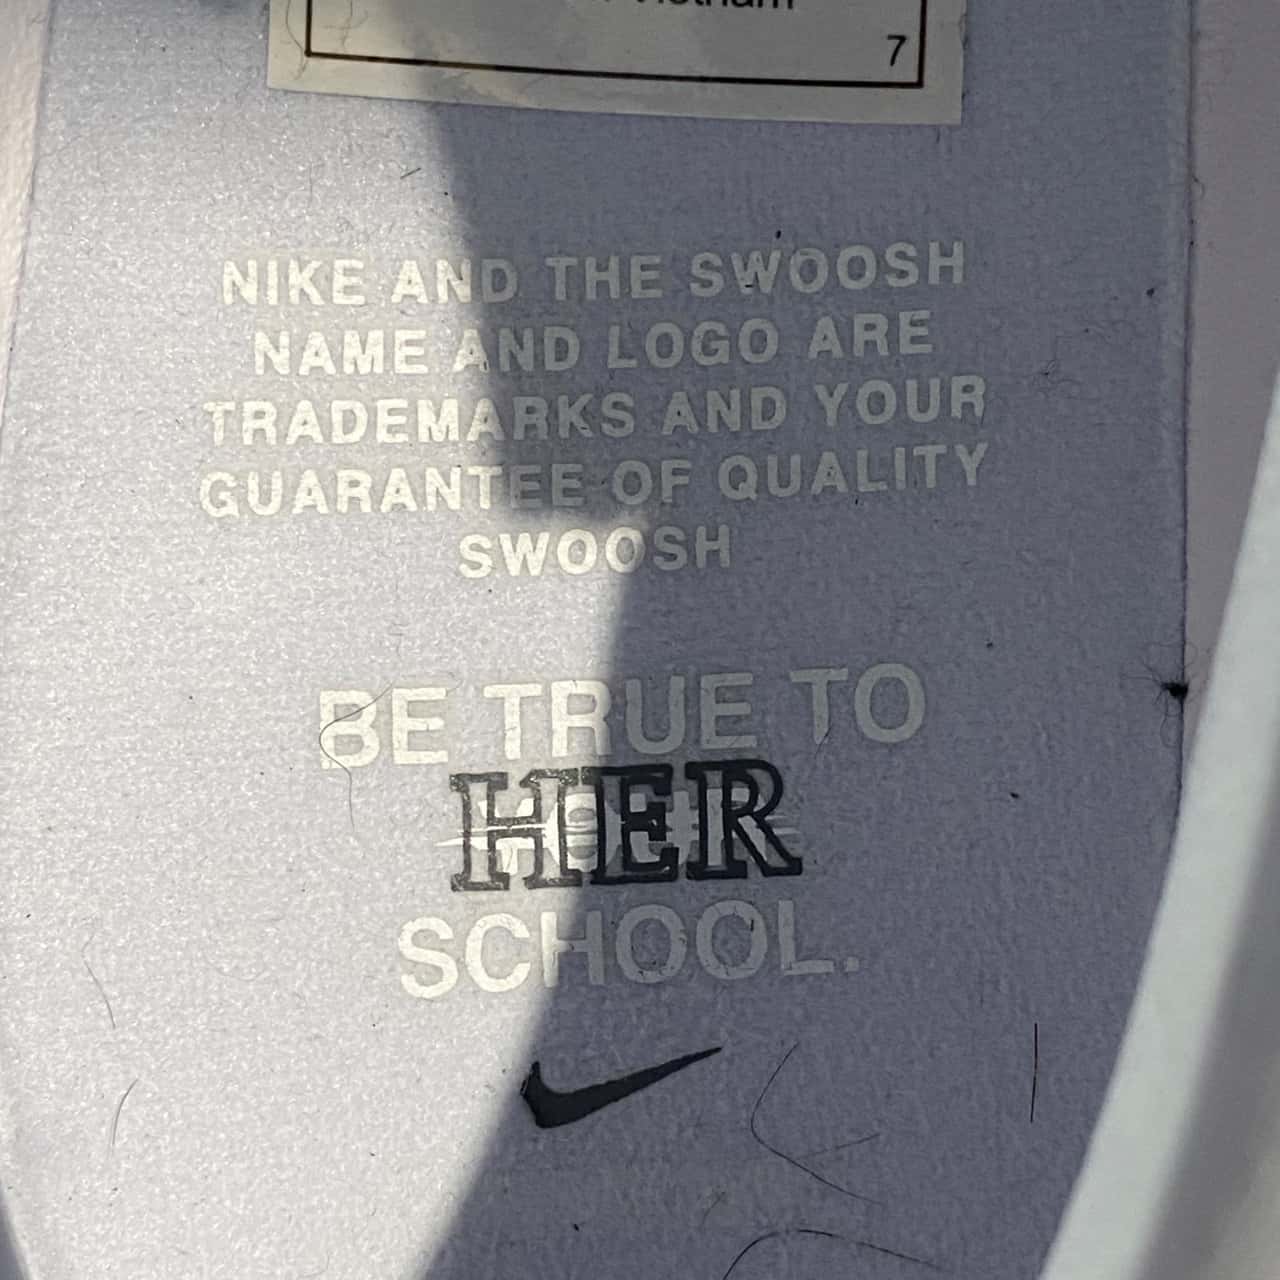 Vietnam
7
NIKE AND THE SWOOSH
NAME AND LOGO ARE
TRADEMARKS AND YOUR
GUARANTEE OF QUALITY
SWOOSH
BE TRUE TO
HER
SCHOOL.